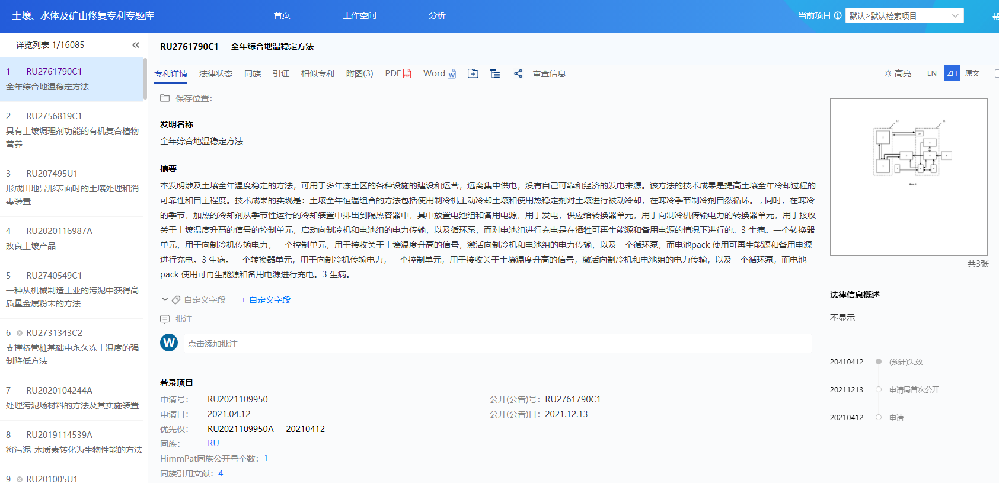 土壤、水体及矿山修复专利专题库
首页
工作空间
分析
当前项目
默认>默认检索项目
详览列表 1/16085
1 RU2761790C1
全年综合地温稳定方法
2 RU2756819C1
具有土壤调理剂功能的有机复合植物
营养
3 RU207495U1
形成田地异形表面时的土壤处理和消
毒装置
4 RU2020116987A
改良土壤产品
5 RU2740549C1
一种从机械制造工业的污泥中获得高
质量金属粉末的方法
6 RU2731343C2
支撑桥管桩基础中永久冻土温度的强
制降低方法
7 RU2020104244A
处理污泥场材料的方法及其实施装置
8 RU2019114539A
将污泥-木质素转化为生物性能的方法
9 RU201005U1
RU2761790C1 全年综合地温稳定方法
专利详情
法律状态
同族
引证
相似专利
附图(3)
PDF
Word
审查信息
高亮
EN
ZH
原文
保存位置：
发明名称
全年综合地温稳定方法
摘要
本发明涉及土壤全年温度稳定的方法，可用于多年冻土区的各种设施的建设和运营，远离集中供电，没有自己可靠和经济的发电来源。该方法的技术成果是提高土壤全年冷却过程的
可靠性和自主程度。技术成果的实现是：土壤全年恒温组合的方法包括使用制冷机主动冷却土壤和使用热稳定剂对土壤进行被动冷却，在寒冷季节制冷剂自然循环。 , 同时，在寒冷
的季节，加热的冷却剂从季节性运行的冷却装置中排出到隔热容器中，其中放置电池组和备用电源，用于发电，供应给转换器单元，用于向制冷机传输电力的转换器单元，用于接收
关于土壤温度升高的信号的控制单元，启动向制冷机和电池组的电力传输，以及循环泵，而对电池组进行充电是在牺牲可再生能源和备用电源的情况下进行的。3 生病。一个转换器
单元，用于向制冷机传输电力，一个控制单元，用于接收关于土壤温度升高的信号，激活向制冷机和电池组的电力传输，以及一个循环泵，而电池pack 使用可再生能源和备用电源
进行充电。3 生病。一个转换器单元，用于向制冷机传输电力，一个控制单元，用于接收关于土壤温度升高的信号，激活向制冷机和电池组的电力传输，以及一个循环泵，而电池
pack 使用可再生能源和备用电源进行充电。3 生病。
自定义字段
+ 自定义字段
批注
W
点击添加批注
著录项目
申请号： RU2021109950
公开(公告)号： RU2761790C1
申请日： 2021.04.12
公开(公告)日： 2021.12.13
优先权： RU2021109950A 20210412
同族： RU
HimmPat同族公开号个数： 1
同族引用文献： 4
共3张
法律信息概述
不显示
20410412 (预计)失效
20211213 申请局首次公开
20210412 申请